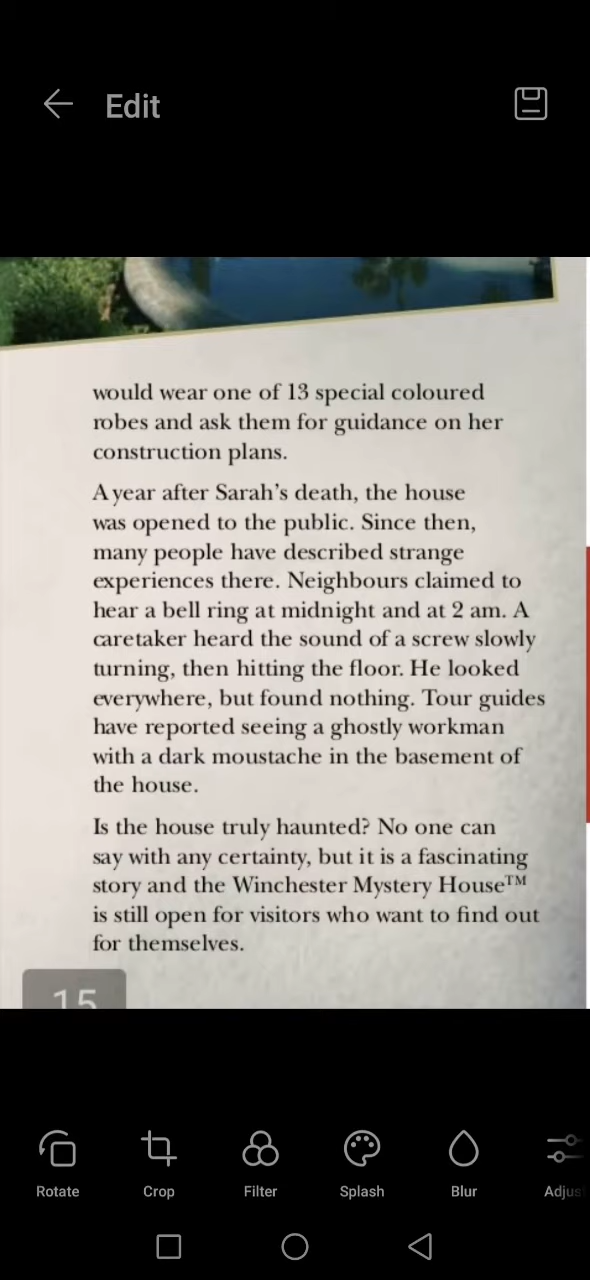 Edit
would wear one of 13 special coloured
robes and ask them for guidance on her
construction plans.
A year after Sarah's death, the house
was opened to the public. Since then,
many people have described strange
experiences there. Neighbours claimed to
hear a bell ring at midnight and at 2 am. A
caretaker heard the sound of a screw slowly
turning, then hitting the floor. He looked
everywhere, but found nothing. Tour guides
have reported seeing a ghostly workman
with a dark moustache in the basement of
the house.
Is the house truly haunted? No one can
say with any certainty, but it is a fascinating
story and the Winchester Mystery House™
is still open for visitors who want to find out
for themselves.
15
Rotate Crop Filter Splash Blur Adjus